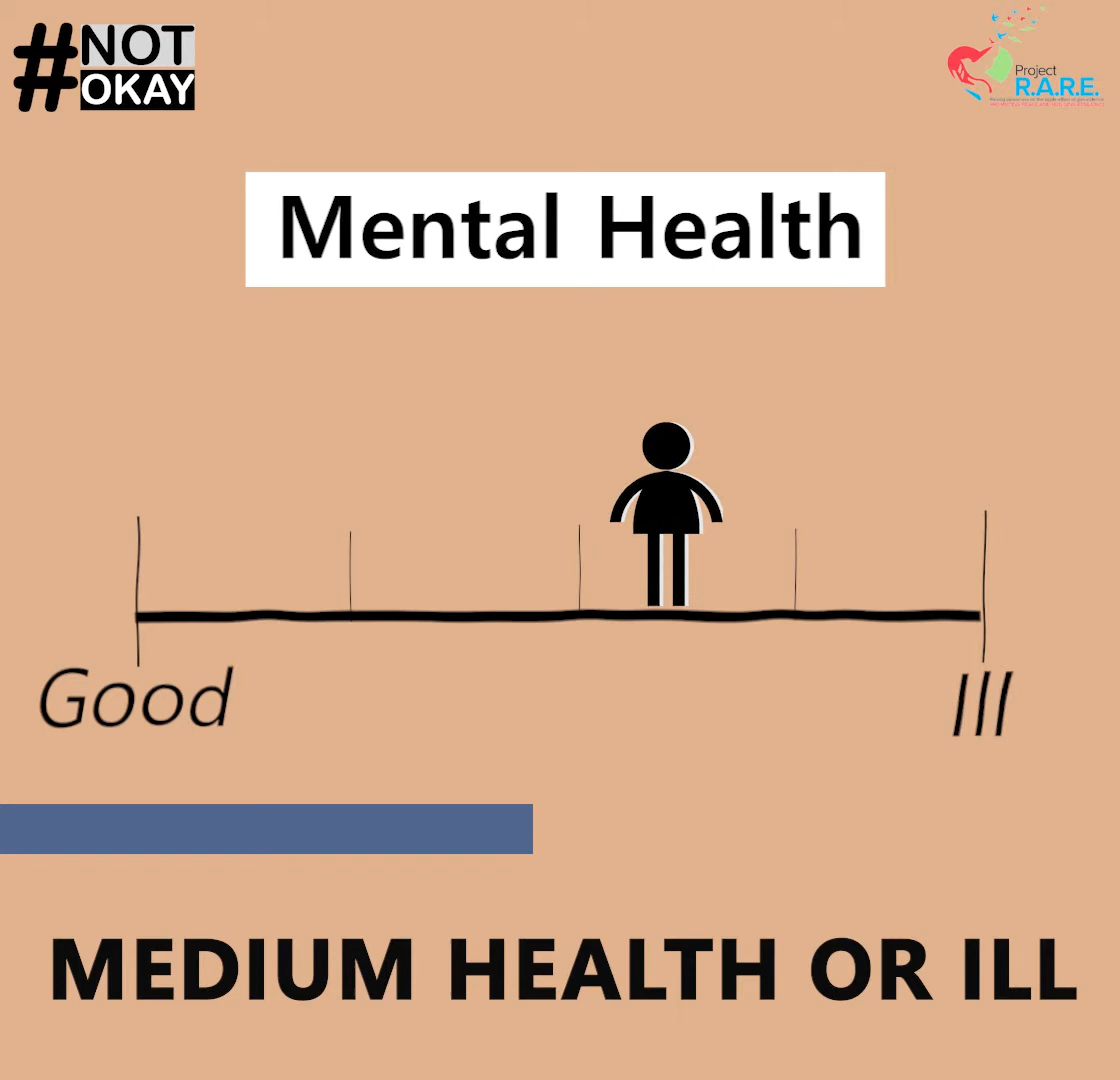 #NOT
OKAY
Project
R.A.R.E.
Mental Health
Good
Ill
MEDIUM HEALTH OR ILL